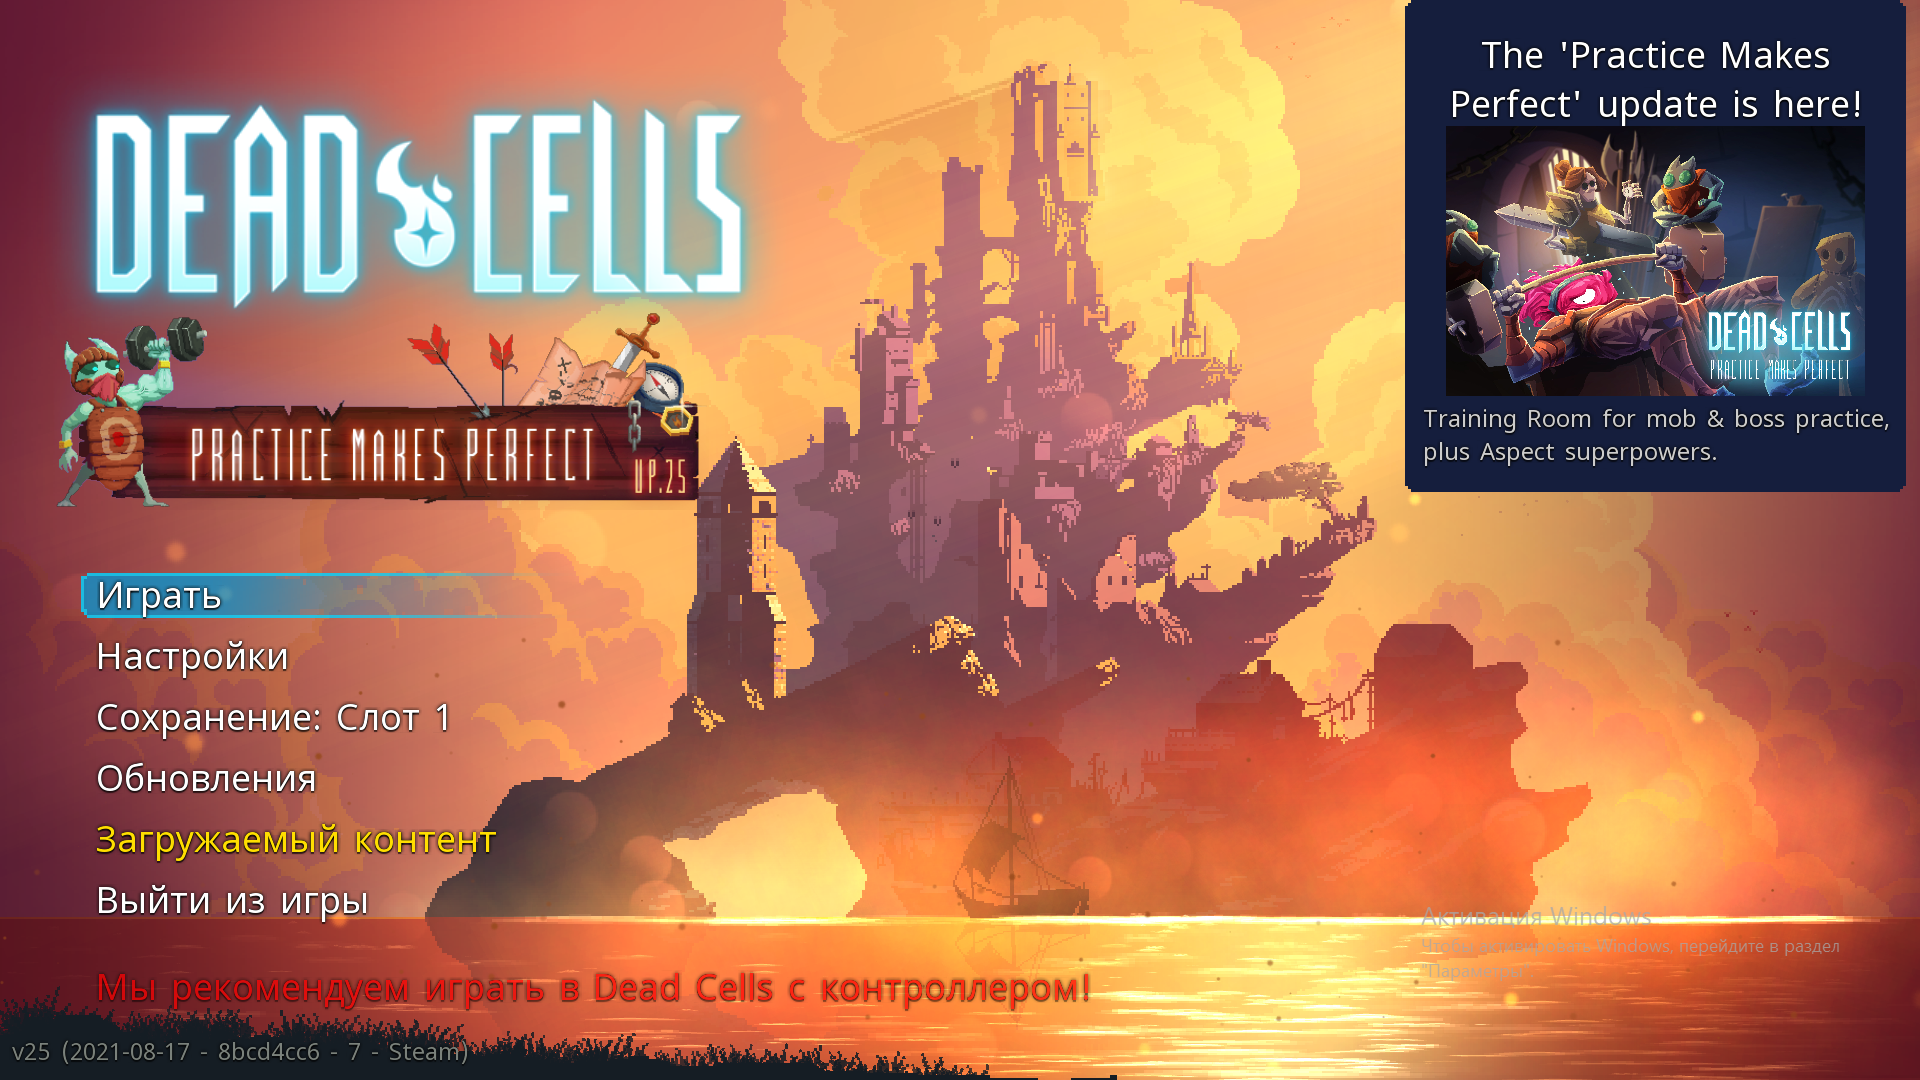 DEAD CELLS
PRACTICE MAKES PERFECT
UP.25
Играть
Настройки
Сохранение: Слот 1
Обновления
Загружаемый контент
Выйти из игры
Мы рекомендуем играть в Dead Cells с контроллером!
v25 (2021-08-17 - 8bcd4cc6 - 7 - Steam)
The 'Practice Makes
Perfect' update is here!
DEAD CELLS
PRACTICE MAKES PERFECT
Training Room for mob & boss practice,
plus Aspect superpowers.
Активация Windows
Чтобы активировать Windows, перейдите в раздел
"Параметры".